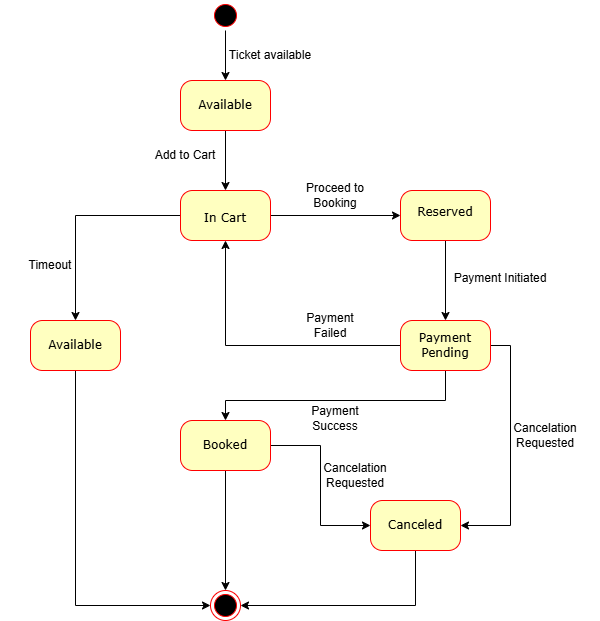 Ticket available
Available
Add to Cart
In Cart
Proceed to
Booking
Reserved
Timeout
Payment Initiated
Available
Payment
Failed
Payment
Pending
Payment
Success
Cancelation
Requested
Booked
Cancelation
Requested
Canceled